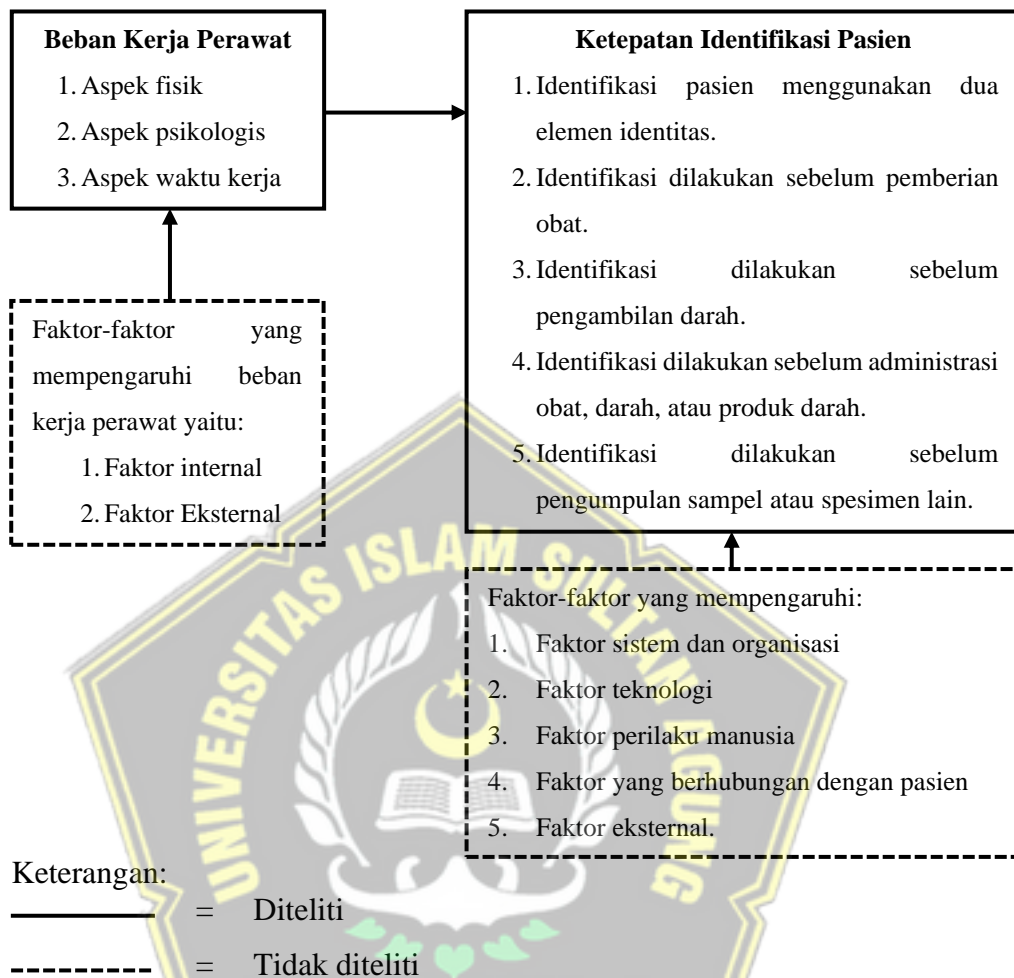 Beban Kerja Perawat
1. Aspek fisik
2. Aspek psikologis
3. Aspek waktu kerja
Ketepatan Identifikasi Pasien
1. Identifikasi pasien menggunakan dua
elemen identitas.
2. Identifikasi dilakukan sebelum pemberian
obat.
3. Identifikasi dilakukan sebelum
pengambilan darah.
4. Identifikasi dilakukan sebelum administrasi
obat, darah, atau produk darah.
5. Identifikasi dilakukan sebelum
pengumpulan sampel atau spesimen lain.
Faktor-faktor yang
mempengaruhi beban
kerja perawat yaitu:
1. Faktor internal
2. Faktor Eksternal
Faktor-faktor yang mempengaruhi:
1. Faktor sistem dan organisasi
2. Faktor teknologi
3. Faktor perilaku manusia
4. Faktor yang berhubungan dengan pasien
5. Faktor eksternal.
UNIVERSITAS ISLAM SULTAN AGUNG
Keterangan:
= Diteliti
= Tidak diteliti